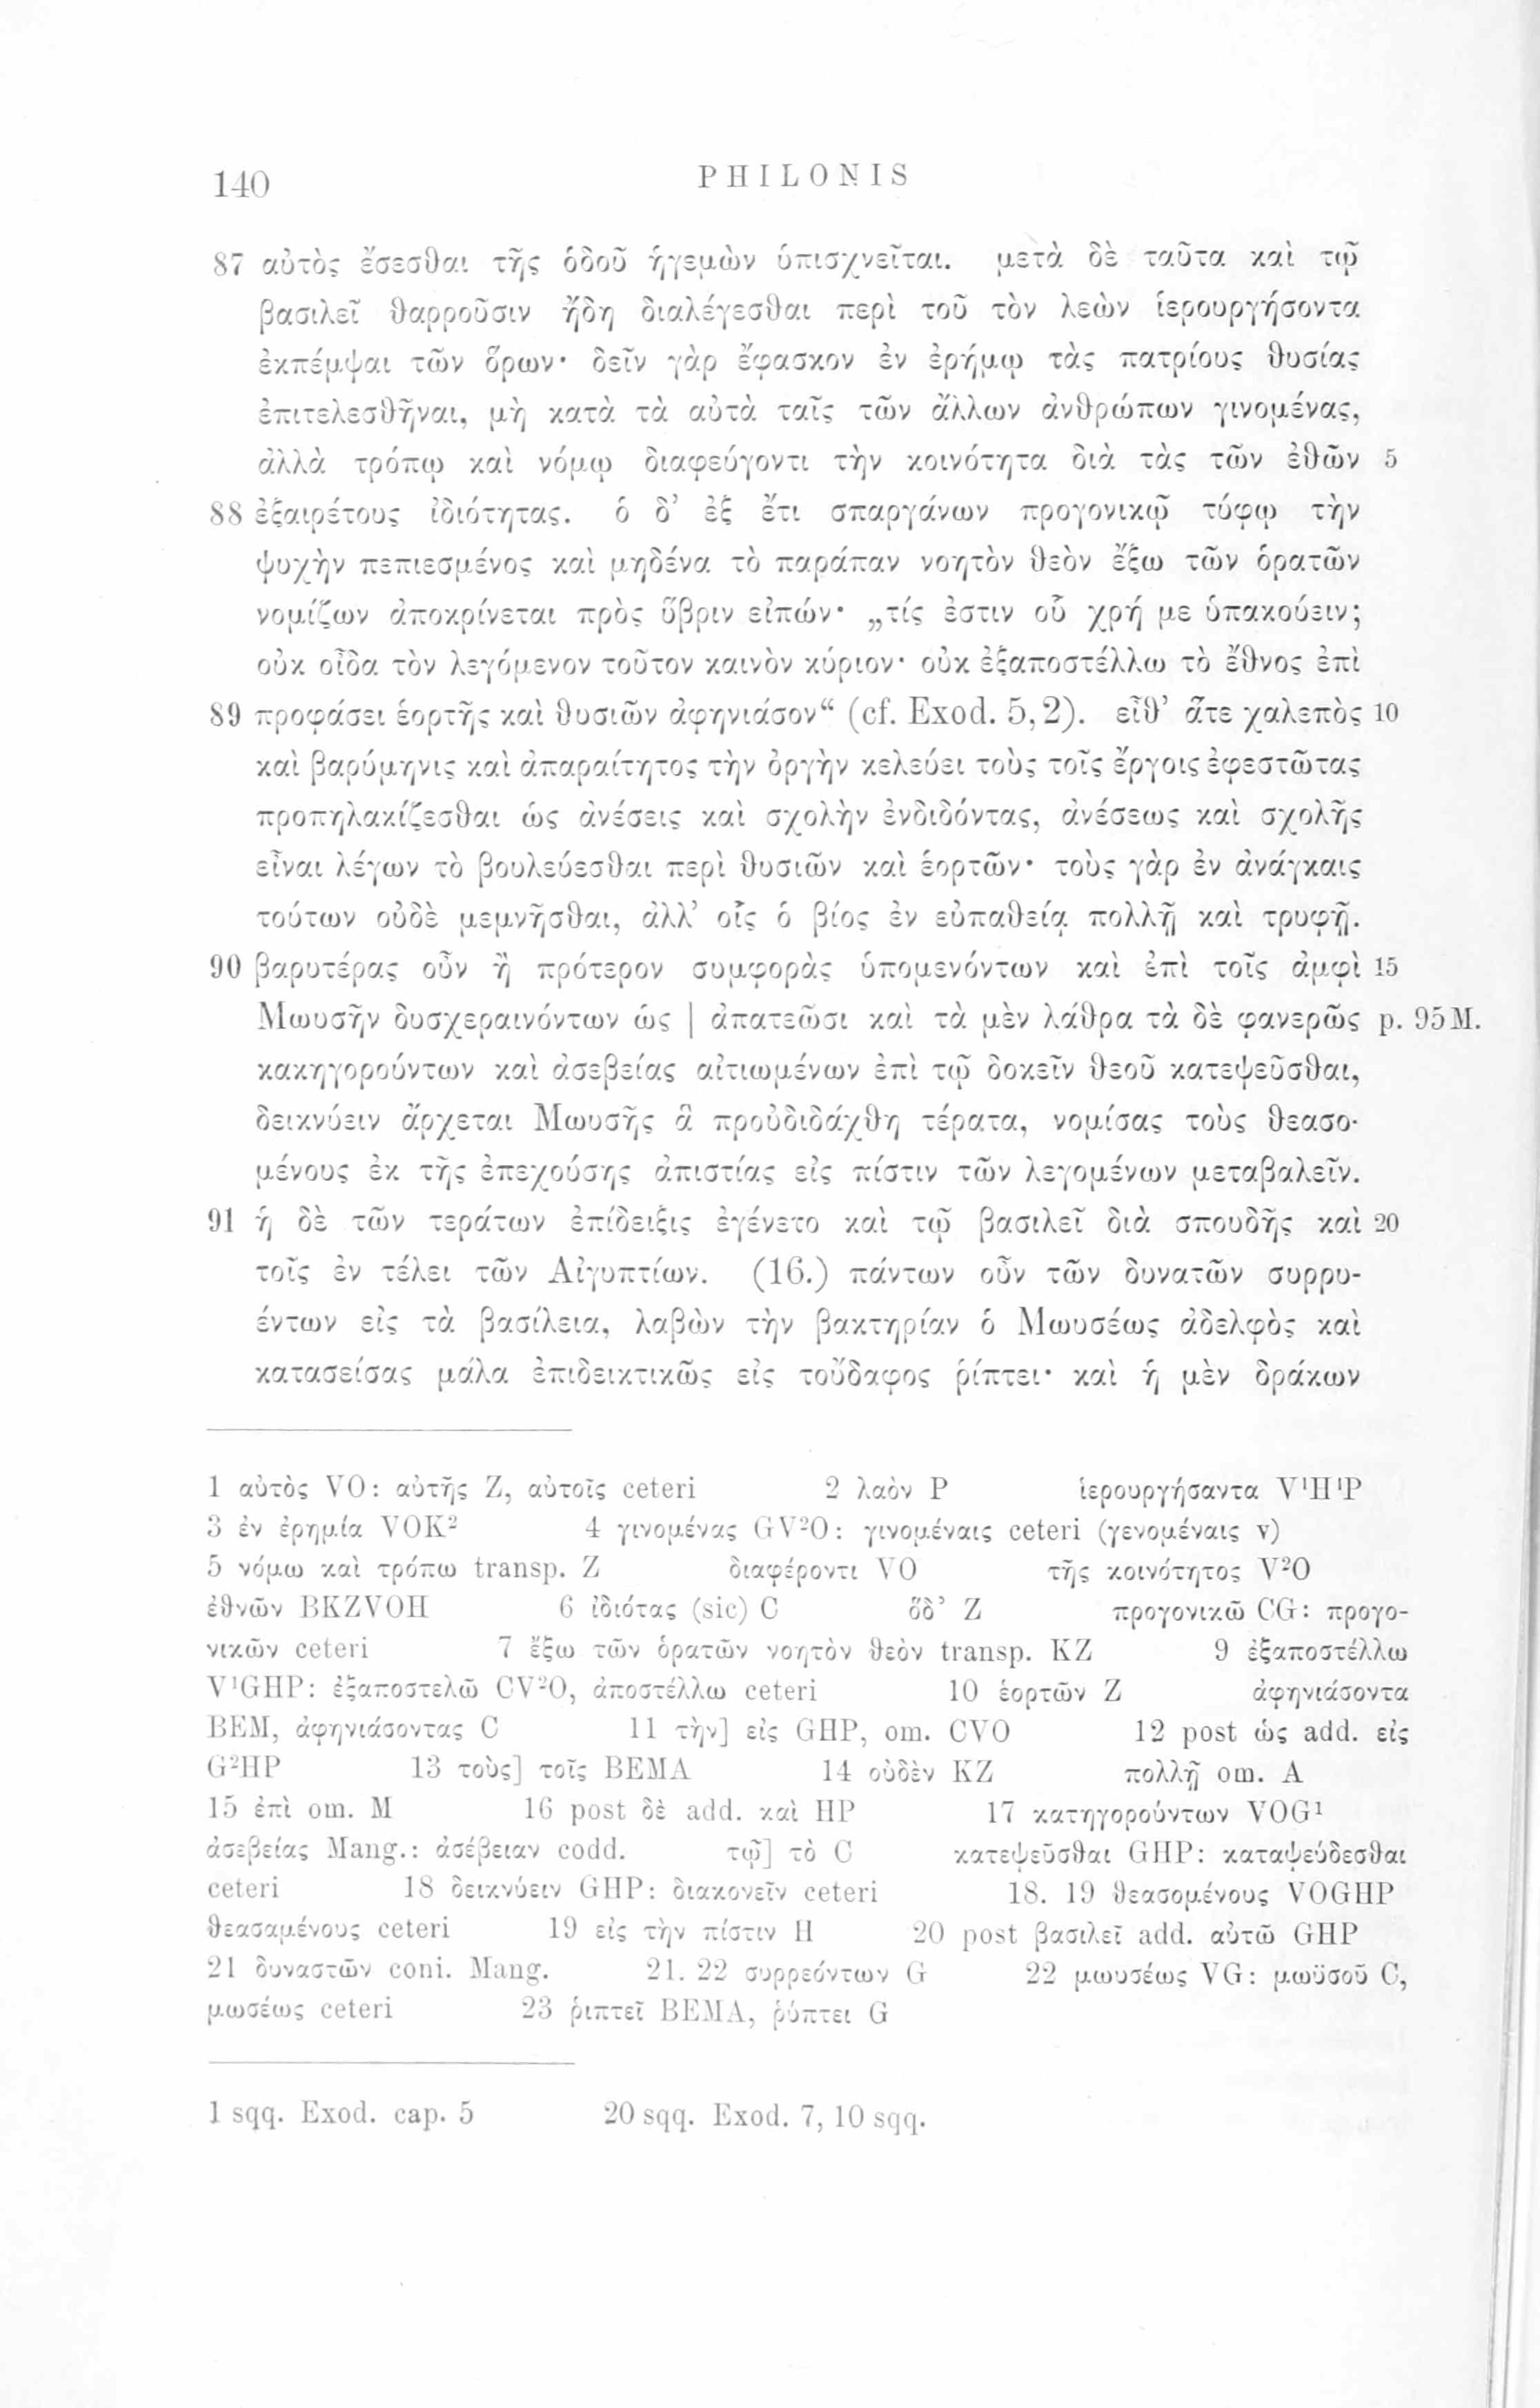 140
PHILONIS
87 αὐτὸς ἔσεσθαι τῆς ὁδοῦ ἡγεμὼν ὑπισχνεῖται. μετὰ δὲ ταῦτα καὶ τῷ
βασιλεῖ θαρροῦσιν ἤδη διαλέγεσθαι περὶ τοῦ τὸν λεὼν ἱερουργήσοντα
ἐκπέμψαι τῶν ὅρων· δεῖν γὰρ ἔφασκον ἐν ἐρήμῳ τὰς πατρίους θυσίας
ἐπιτελεσθῆναι, μὴ κατὰ τὰ αὐτὰ ταῖς τῶν ἄλλων ἀνθρώπων γινομένας,
ἀλλὰ τρόπῳ καὶ νόμῳ διαφεύγοντι τὴν κοινότητα διὰ τὰς τῶν ἐθῶν 5
88 ἐξαιρέτους ἰδιότητας. ὁ δ’ ἐξ ἔτι σπαργάνων προγονικῷ τύφῳ τὴν
ψυχὴν πεπιεσμένος καὶ μηδένα τὸ παράπαν νοητὸν θεὸν ἔξω τῶν ὁρατῶν
νομίζων ἀποκρίνεται πρὸς ὕβριν εἰπών· „τίς ἐστιν οὗ χρή με ὑπακούειν;
οὐκ οἶδα τὸν λεγόμενον τοῦτον καινὸν κύριον· οὐκ ἐξαποστέλλω τὸ ἔθνος ἐπὶ
89 προφάσει ἑορτῆς καὶ θυσιῶν ἀφηνιάσον“ (cf. Exod. 5,2). εἶθ’ ἅτε χαλεπὸς 10
καὶ βαρύμηνις καὶ ἀπαραίτητος τὴν ὀργὴν κελεύει τοὺς τοῖς ἔργοις ἐφεστῶτας
προπηλακίζεσθαι ὡς ἀνέσεις καὶ σχολὴν ἐνδιδόντας, ἀνέσεως καὶ σχολῆς
εἶναι λέγων τὸ βουλεύεσθαι περὶ θυσιῶν καὶ ἑορτῶν· τοὺς γὰρ ἐν ἀνάγκαις
τούτων οὐδὲ μεμνῆσθαι, ἀλλ’ οἷς ὁ βίος ἐν εὐπαθείᾳ πολλῇ καὶ τρυφῇ.
90 βαρυτέρας οὖν ἢ πρότερον συμφορὰς ὑπομενόντων καὶ ἐπὶ τοῖς ἀμφὶ 15
Μωυσῆν δυσχεραινόντων ὡς | ἀπατεῶσι καὶ τὰ μὲν λάθρα τὰ δὲ φανερῶς p. 95 M.
κακηγορούντων καὶ ἀσεβείας αἰτιωμένων ἐπὶ τῷ δοκεῖν θεοῦ κατεψεῦσθαι,
δεικνύειν ἄρχεται Μωυσῆς ἃ προὐδιδάχθη τέρατα, νομίσας τοὺς θεασο-
μένους ἐκ τῆς ἐπεχούσης ἀπιστίας εἰς πίστιν τῶν λεγομένων μεταβαλεῖν.
91 ἡ δὲ τῶν τεράτων ἐπίδειξις ἐγένετο καὶ τῷ βασιλεῖ διὰ σπουδῆς καὶ 20
τοῖς ἐν τέλει τῶν Αἰγυπτίων. (16.) πάντων οὖν τῶν δυνατῶν συρρυ-
έντων εἰς τὰ βασίλεια, λαβὼν τὴν βακτηρίαν ὁ Μωυσέως ἀδελφὸς καὶ
κατασείσας μάλα ἐπιδεικτικῶς εἰς τοὔδαφος ῥίπτει· καὶ ἡ μὲν δράκων
1 αὐτὸς VO: αὐτῆς Z, αὐτοῖς ceteri 2 λαὸν P ἱερουργήσαντα V¹H¹P
3 ἐν ἐρημία VOK² 4 γινομένας GV²O: γινομέναις ceteri (γενομέναις v)
5 νόμω καὶ τρόπω transp. Z διαφέροντι VO τῆς κοινότητος V²O
ἐθνῶν BKZVOH 6 ἰδιότας (sic) C ὅδ’ Z προγονικῶ CG: προγο-
νικῶν ceteri 7 ἔξω τῶν ὁρατῶν νοητὸν θεὸν transp. KZ 9 ἐξαποστέλλω
V¹GHP: ἐξαποστελῶ CV²O, ἀποστέλλω ceteri 10 ἑορτῶν Z ἀφηνιάσοντα
BEM, ἀφηνιάσοντας C 11 τὴν] εἰς GHP, om. CVO 12 post ὡς add. εἰς
G²HP 13 τοὺς] τοῖς BEMA 14 οὐδὲν KZ πολλῇ om. A
15 ἐπὶ om. M 16 post δὲ add. καὶ HP 17 κατηγορούντων VOG¹
ἀσεβείας Mang.: ἀσέβειαν codd. τῷ] τὸ C κατεψεῦσθαι GHP: καταψεύδεσθαι
ceteri 18 δεικνύειν GHP: διακονεῖν ceteri 18. 19 θεασομένους VOGHP
θεασαμένους ceteri 19 εἰς τὴν πίστιν H 20 post βασιλεῖ add. αὐτῶ GHP
21 δυναστῶν coni. Mang. 21. 22 συρρεόντων G 22 μωυσέως VG: μωϋσοῦ C,
μωσέως ceteri 23 ῥιπτεῖ BEMA, ῥύπτει G
1 sqq. Exod. cap. 5 20 sqq. Exod. 7, 10 sqq.